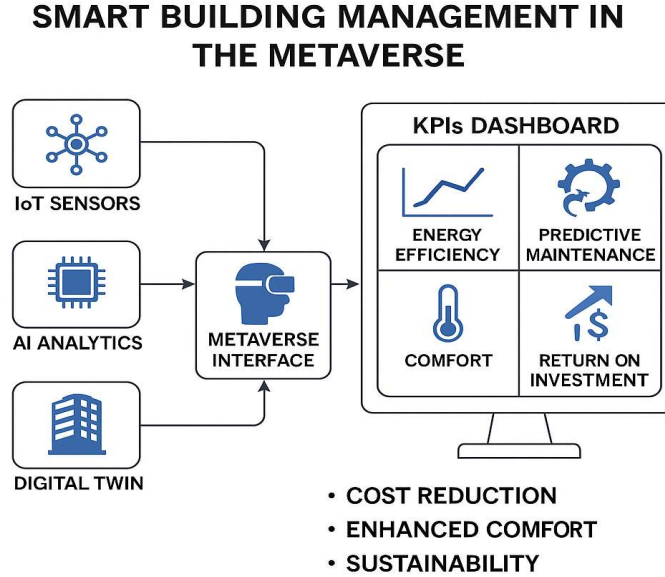 SMART BUILDING MANAGEMENT IN
THE METAVERSE
IoT SENSORS
AI ANALYTICS
DIGITAL TWIN
METAVERSE
INTERFACE
KPIs DASHBOARD
ENERGY
EFFICIENCY
PREDICTIVE
MAINTENANCE
COMFORT
$
RETURN ON
INVESTMENT
• COST REDUCTION
• ENHANCED COMFORT
• SUSTAINABILITY